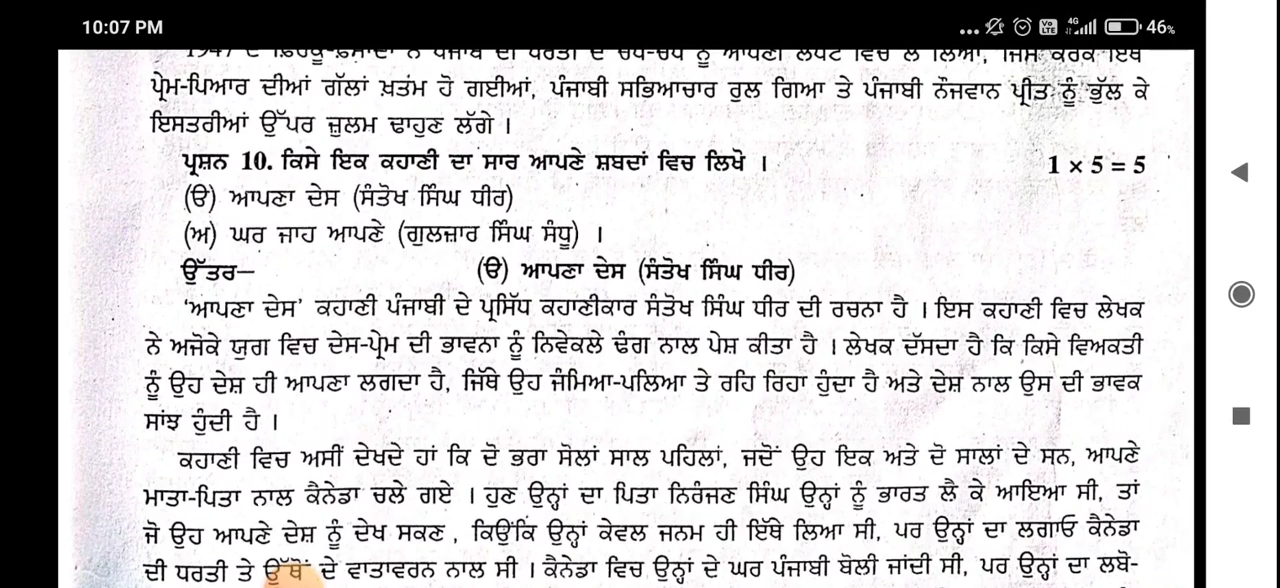 10:07 PM
... Vo LTE 4G 46%
ਪ੍ਰੇਮ-ਪਿਆਰ ਦੀਆਂ ਗੱਲਾਂ ਖ਼ਤਮ ਹੋ ਗਈਆਂ, ਪੰਜਾਬੀ ਸਭਿਆਚਾਰ ਰੁਲ ਗਿਆ ਤੇ ਪੰਜਾਬੀ ਨੌਜਵਾਨ ਪ੍ਰੀਤ ਨੂੰ ਭੁੱਲ ਕੇ
ਇਸਤਰੀਆਂ ਉੱਪਰ ਜ਼ੁਲਮ ਢਾਹੁਣ ਲੱਗੇ ।
ਪ੍ਰਸ਼ਨ 10. ਕਿਸੇ ਇਕ ਕਹਾਣੀ ਦਾ ਸਾਰ ਆਪਣੇ ਸ਼ਬਦਾਂ ਵਿਚ ਲਿਖੋ । 1 × 5 = 5
(ੳ) ਆਪਣਾ ਦੇਸ (ਸੰਤੋਖ ਸਿੰਘ ਧੀਰ)
(ਅ) ਘਰ ਜਾਹ ਆਪਣੇ (ਗੁਲਜ਼ਾਰ ਸਿੰਘ ਸੰਧੂ) ।
ਉੱਤਰ— (ੳ) ਆਪਣਾ ਦੇਸ (ਸੰਤੋਖ ਸਿੰਘ ਧੀਰ)
'ਆਪਣਾ ਦੇਸ' ਕਹਾਣੀ ਪੰਜਾਬੀ ਦੇ ਪ੍ਰਸਿੱਧ ਕਹਾਣੀਕਾਰ ਸੰਤੋਖ ਸਿੰਘ ਧੀਰ ਦੀ ਰਚਨਾ ਹੈ । ਇਸ ਕਹਾਣੀ ਵਿਚ ਲੇਖਕ
ਨੇ ਅਜੋਕੇ ਯੁਗ ਵਿਚ ਦੇਸ-ਪ੍ਰੇਮ ਦੀ ਭਾਵਨਾ ਨੂੰ ਨਿਵੇਕਲੇ ਢੰਗ ਨਾਲ ਪੇਸ਼ ਕੀਤਾ ਹੈ । ਲੇਖਕ ਦੱਸਦਾ ਹੈ ਕਿ ਕਿਸੇ ਵਿਅਕਤੀ
ਨੂੰ ਉਹ ਦੇਸ਼ ਹੀ ਆਪਣਾ ਲਗਦਾ ਹੈ, ਜਿੱਥੇ ਉਹ ਜੰਮਿਆ-ਪਲਿਆ ਤੇ ਰਹਿ ਰਿਹਾ ਹੁੰਦਾ ਹੈ ਅਤੇ ਦੇਸ਼ ਨਾਲ ਉਸ ਦੀ ਭਾਵਕ
ਸਾਂਝ ਹੁੰਦੀ ਹੈ ।
ਕਹਾਣੀ ਵਿਚ ਅਸੀਂ ਦੇਖਦੇ ਹਾਂ ਕਿ ਦੋ ਭਰਾ ਸੋਲਾਂ ਸਾਲ ਪਹਿਲਾਂ, ਜਦੋਂ ਉਹ ਇਕ ਅਤੇ ਦੋ ਸਾਲਾਂ ਦੇ ਸਨ, ਆਪਣੇ
ਮਾਤਾ-ਪਿਤਾ ਨਾਲ ਕੈਨੇਡਾ ਚਲੇ ਗਏ । ਹੁਣ ਉਨ੍ਹਾਂ ਦਾ ਪਿਤਾ ਨਿਰੰਜਣ ਸਿੰਘ ਉਨ੍ਹਾਂ ਨੂੰ ਭਾਰਤ ਲੈ ਕੇ ਆਇਆ ਸੀ, ਤਾਂ
ਜੋ ਉਹ ਆਪਣੇ ਦੇਸ਼ ਨੂੰ ਦੇਖ ਸਕਣ, ਕਿਉਂਕਿ ਉਨ੍ਹਾਂ ਕੇਵਲ ਜਨਮ ਹੀ ਇੱਥੇ ਲਿਆ ਸੀ, ਪਰ ਉਨ੍ਹਾਂ ਦਾ ਲਗਾਓ ਕੈਨੇਡਾ
ਦੀ ਧਰਤੀ ਤੇ ਉੱਥੋਂ ਦੇ ਵਾਤਾਵਰਨ ਨਾਲ ਸੀ । ਕੈਨੇਡਾ ਵਿਚ ਉਨ੍ਹਾਂ ਦੇ ਘਰ ਪੰਜਾਬੀ ਬੋਲੀ ਜਾਂਦੀ ਸੀ, ਪਰ ਉਨ੍ਹਾਂ ਦਾ ਲਬੋ-